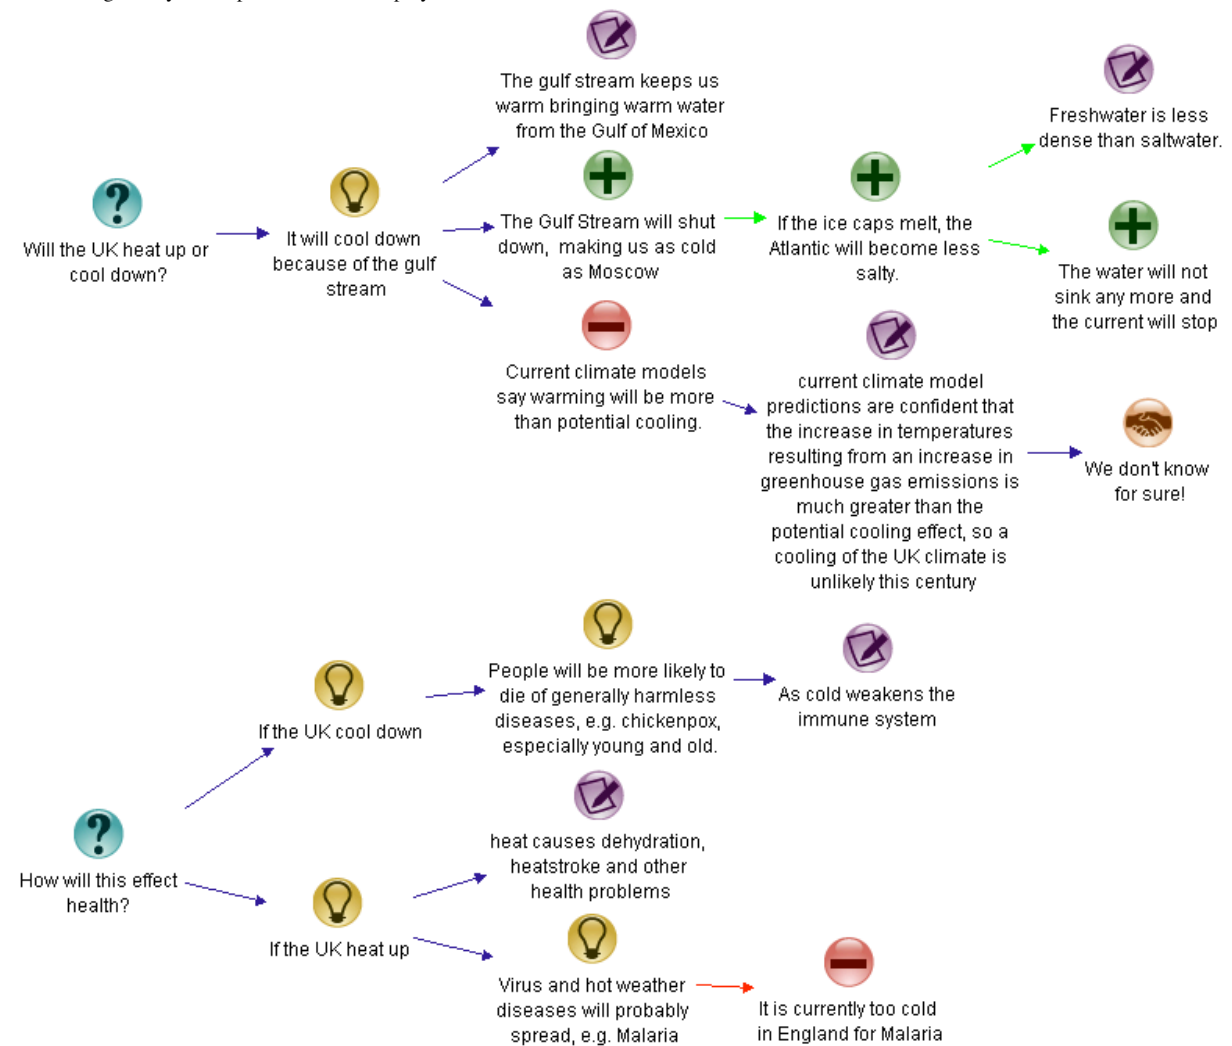 The gulf stream keeps us
warm bringing warm water
from the Gulf of Mexico
Freshwater is less
dense than saltwater.
Will the UK heat up or
cool down?
It will cool down
because of the gulf
stream
The Gulf Stream will shut
down, making us as cold
as Moscow
If the ice caps melt, the
Atlantic will become less
salty.
The water will not
sink any more and
the current will stop
Current climate models
say warming will be more
than potential cooling.
current climate model
predictions are confident that
the increase in temperatures
resulting from an increase in
greenhouse gas emissions is
much greater than the
potential cooling effect, so a
cooling of the UK climate is
unlikely this century
We don't know
for sure!
If the UK cool down
People will be more likely to
die of generally harmless
diseases, e.g. chickenpox,
especially young and old.
As cold weakens the
immune system
How will this effect
health?
heat causes dehydration,
heatstroke and other
health problems
If the UK heat up
Virus and hot weather
diseases will probably
spread, e.g. Malaria
It is currently too cold
in England for Malaria